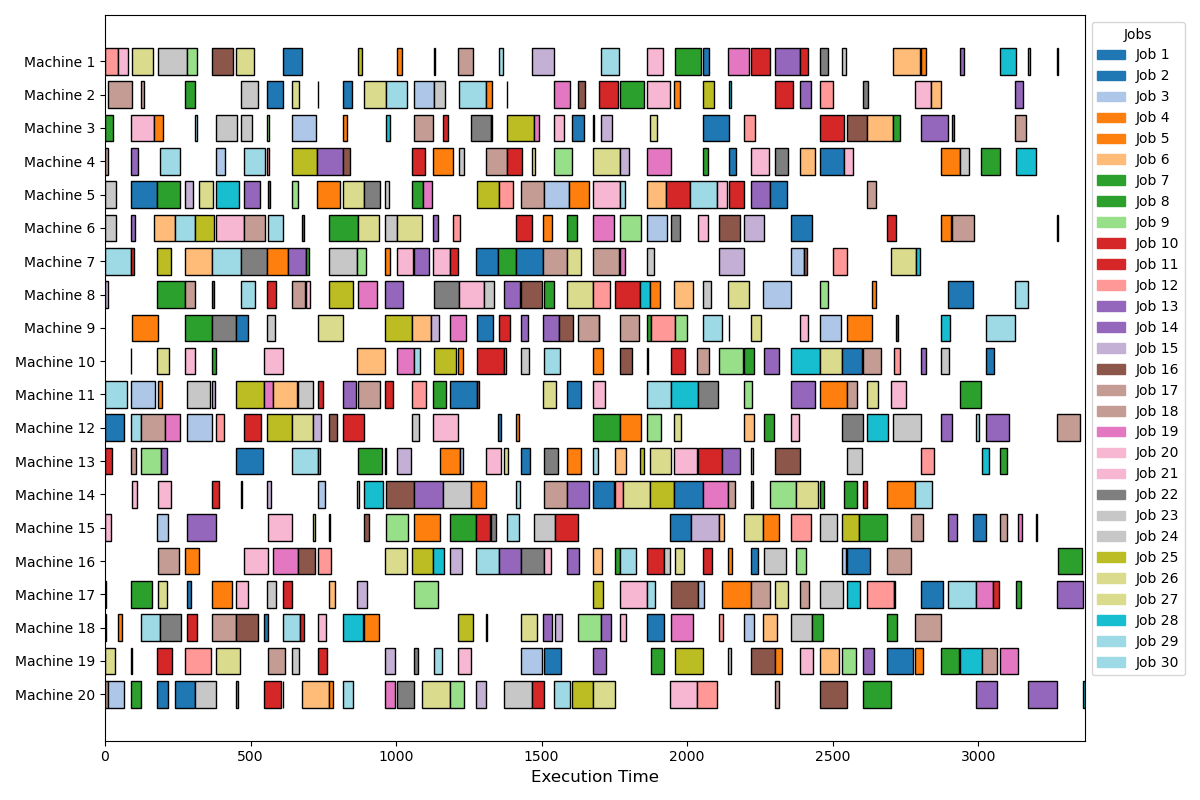 Machine 1
Machine 2
Machine 3
Machine 4
Machine 5
Machine 6
Machine 7
Machine 8
Machine 9
Machine 10
Machine 11
Machine 12
Machine 13
Machine 14
Machine 15
Machine 16
Machine 17
Machine 18
Machine 19
Machine 20
0 500 1000 1500 2000 2500 3000
Execution Time
Jobs
Job 1
Job 2
Job 3
Job 4
Job 5
Job 6
Job 7
Job 8
Job 9
Job 10
Job 11
Job 12
Job 13
Job 14
Job 15
Job 16
Job 17
Job 18
Job 19
Job 20
Job 21
Job 22
Job 23
Job 24
Job 25
Job 26
Job 27
Job 28
Job 29
Job 30